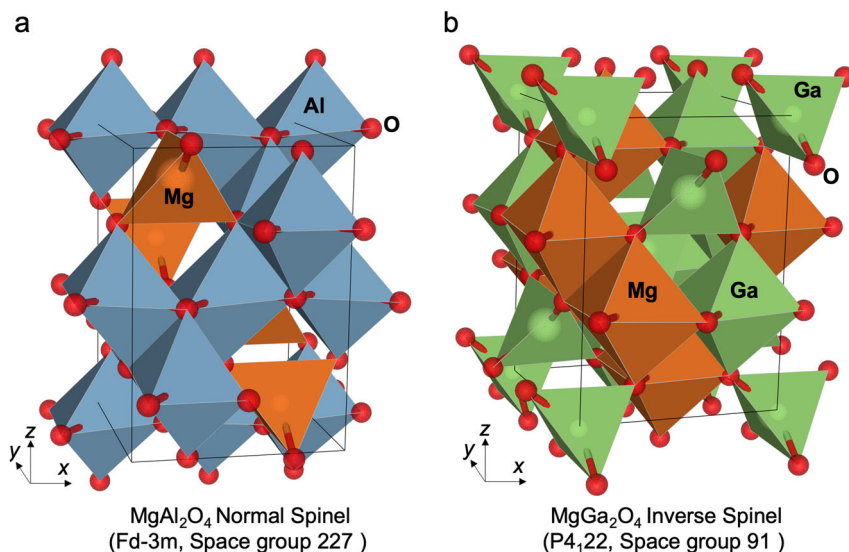 a
b
Al
Ga
O
Mg
O
Mg
Ga
z
y
x
z
y
x
MgAl₂O₄ Normal Spinel
(Fd-3m, Space group 227 )
MgGa₂O₄ Inverse Spinel
(P4₁22, Space group 91 )